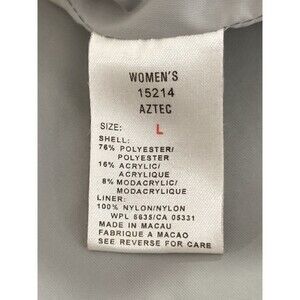 WOMEN'S
15214
AZTEC
SIZE: L
SHELL:
76% POLYESTER/
POLYESTER
16% ACRYLIC/
ACRYLIQUE
8% MODACRYLIC/
MODACRYLIQUE
LINER:
100% NYLON/NYLON
WPL 6635/CA 05331
MADE IN MACAU
FABRIQUE A MACAO
SEE REVERSE FOR CARE